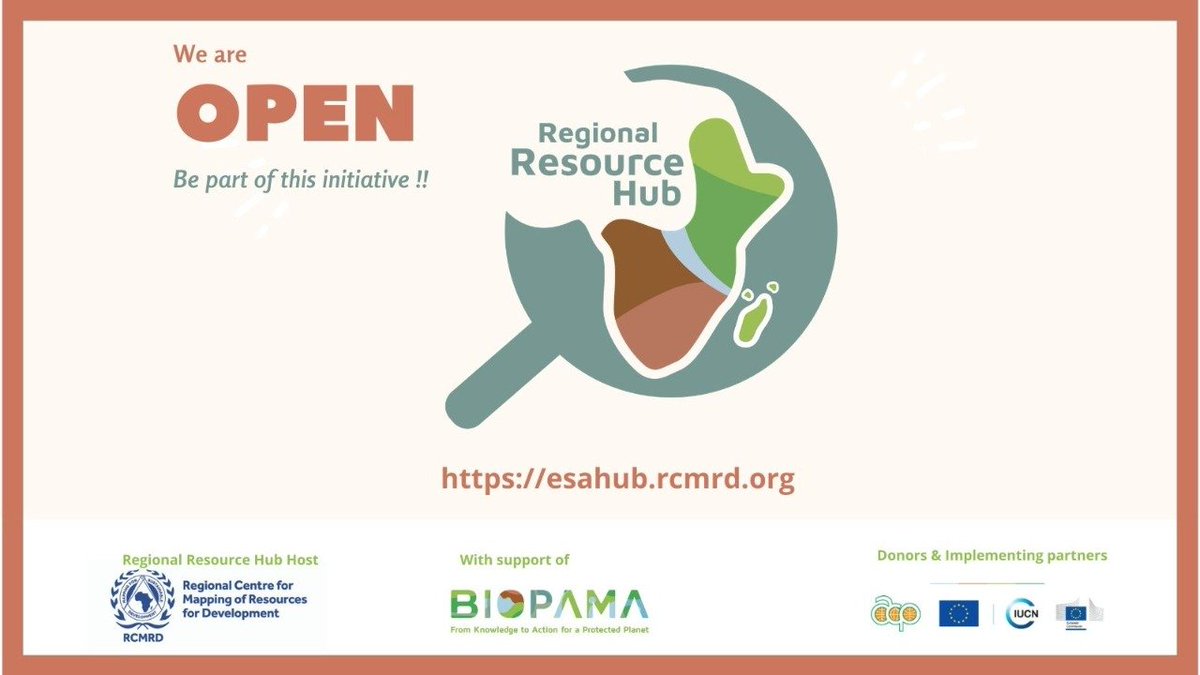 We are
OPEN
Be part of this initiative !!
Regional
Resource
Hub
https://esahub.rcmrd.org
Regional Resource Hub Host
Regional Centre for
Mapping of Resources
for Development
RCMRD
With support of
BIOPAMA
From Knowledge to Action for a Protected Planet
Donors & Implementing partners
acp
IUCN